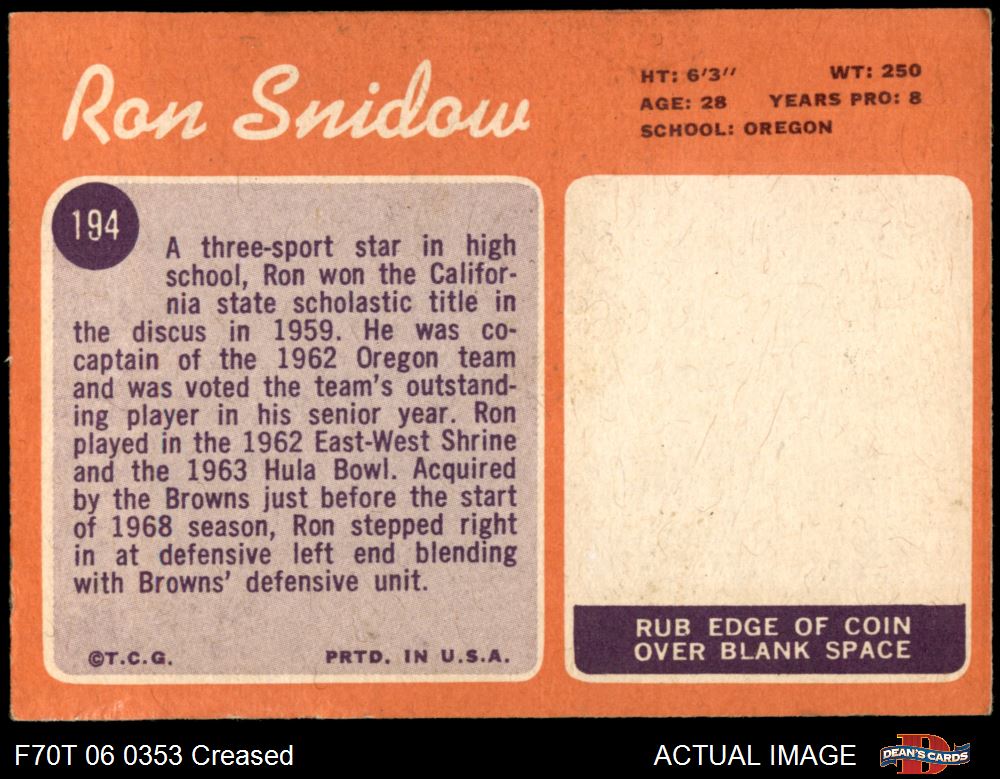 Ron Snidow
HT: 6'3'' WT: 250
AGE: 28 YEARS PRO: 8
SCHOOL: OREGON
194
A three-sport star in high
school, Ron won the Califor-
nia state scholastic title in
the discus in 1959. He was co-
captain of the 1962 Oregon team
and was voted the team's outstand-
ing player in his senior year. Ron
played in the 1962 East-West Shrine
and the 1963 Hula Bowl. Acquired
by the Browns just before the start
of 1968 season, Ron stepped right
in at defensive left end blending
with Browns' defensive unit.
©T.C.G. PRTD. IN U.S.A.
RUB EDGE OF COIN
OVER BLANK SPACE
F70T 06 0353 Creased
ACTUAL IMAGE
D
DEAN'S CARDS